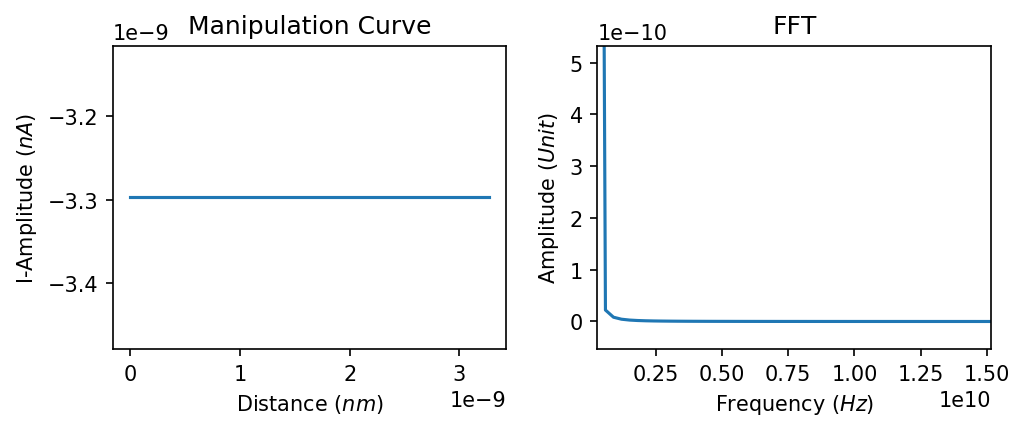 Manipulation Curve
1e−9
I-Amplitude (nA)
−3.2
−3.3
−3.4
0 1 2 3
1e−9
Distance (nm)
FFT
1e−10
Amplitude (Unit)
5
4
3
2
1
0
0.25 0.50 0.75 1.00 1.25 1.50
1e10
Frequency (Hz)